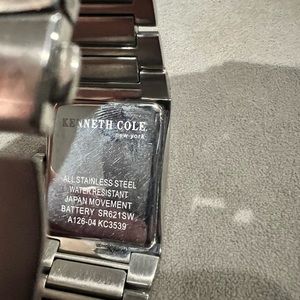 KENNETH COLE
new york
ALL STAINLESS STEEL
WATER RESISTANT
JAPAN MOVEMENT
BATTERY SR621SW
A126-04 KC3539